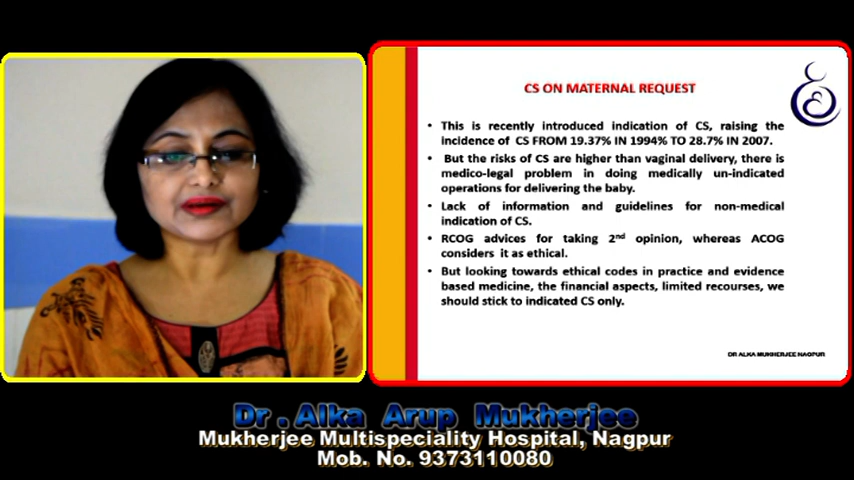 CS ON MATERNAL REQUEST
• This is recently introduced indication of CS, raising the
incidence of CS FROM 19.37% IN 1994% TO 28.7% IN 2007.
• But the risks of CS are higher than vaginal delivery, there is
medico-legal problem in doing medically un-indicated
operations for delivering the baby.
• Lack of information and guidelines for non-medical
indication of CS.
• RCOG advices for taking 2nd opinion, whereas ACOG
considers it as ethical.
• But looking towards ethical codes in practice and evidence
based medicine, the financial aspects, limited recourses, we
should stick to indicated CS only.
DR ALKA MUKHERJEE NAGPUR
Dr . Alka Arup Mukherjee
Mukherjee Multispeciality Hospital, Nagpur
Mob. No. 9373110080